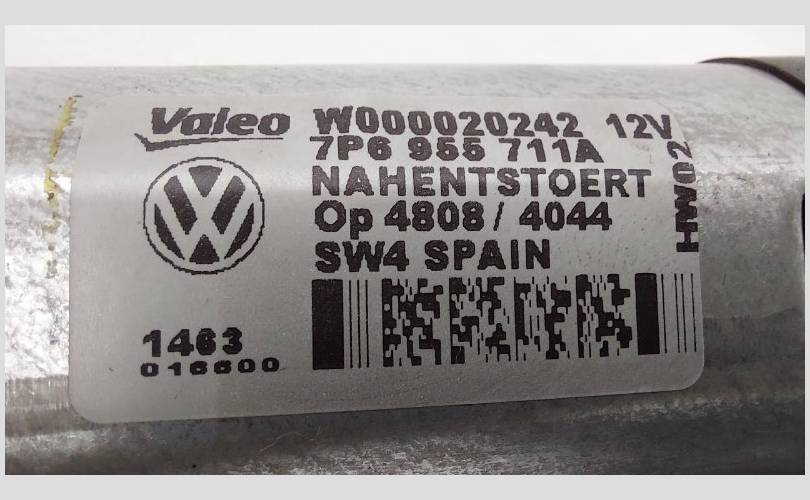 Valeo W000020242 12V
7P6 955 711A
NAHENTSTOERT
Op 4808 / 4044
SW4 SPAIN
HW02
1463
016600